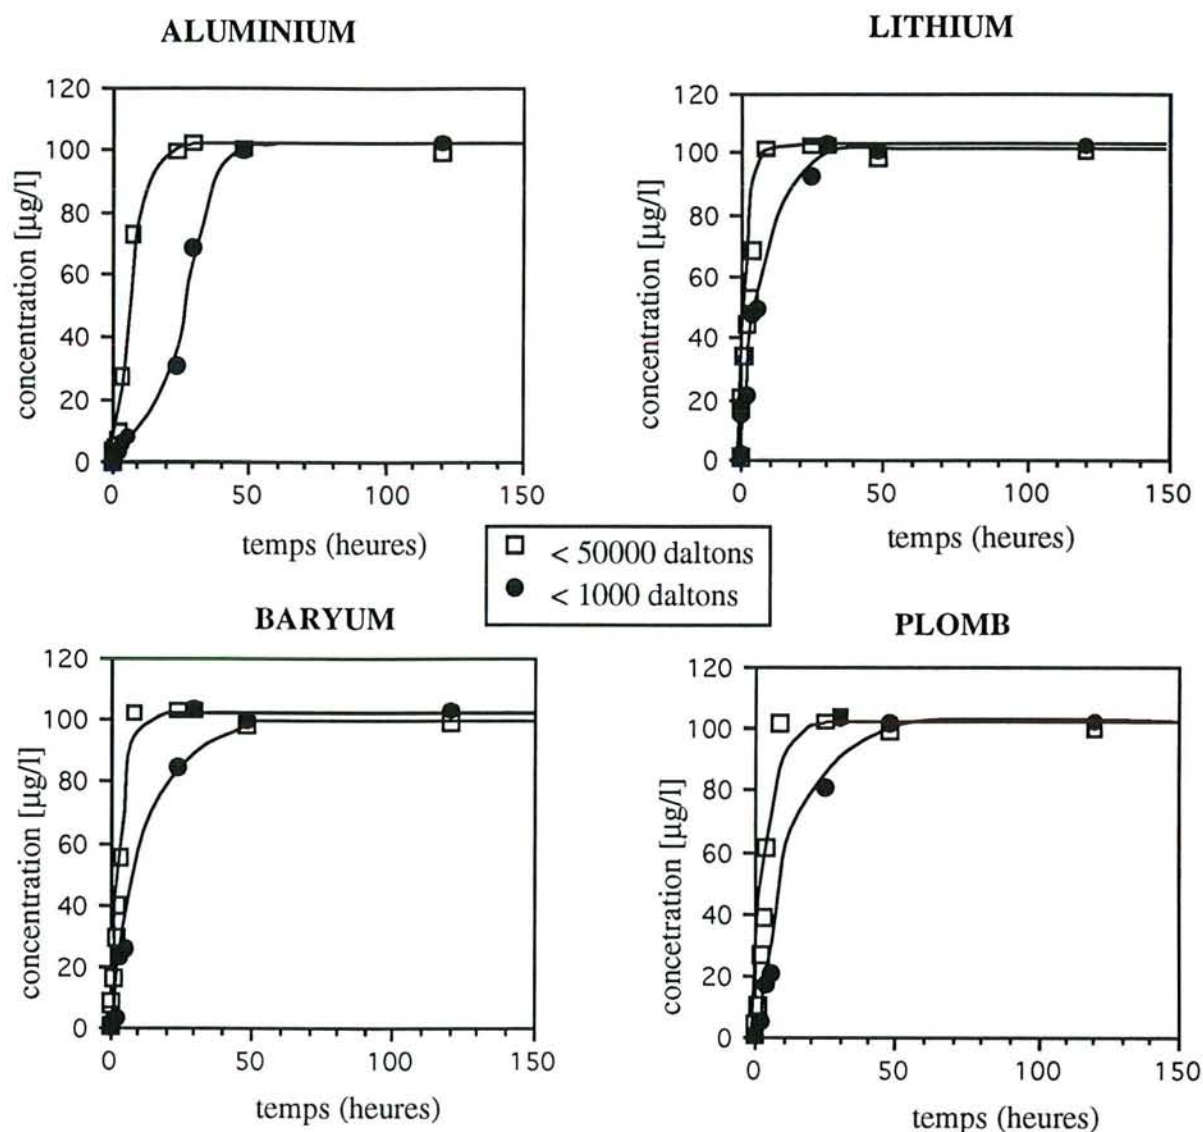 ALUMINIUM
120
100
80
60
40
20
0
concentration [µg/l]
0 50 100 150
temps (heures)
LITHIUM
120
100
80
60
40
20
0
concentration [µg/l]
0 50 100 150
temps (heures)
< 50000 daltons
< 1000 daltons
BARYUM
120
100
80
60
40
20
0
concentration [µg/l]
0 50 100 150
temps (heures)
PLOMB
120
100
80
60
40
20
0
concetration [µg/l]
0 50 100 150
temps (heures)